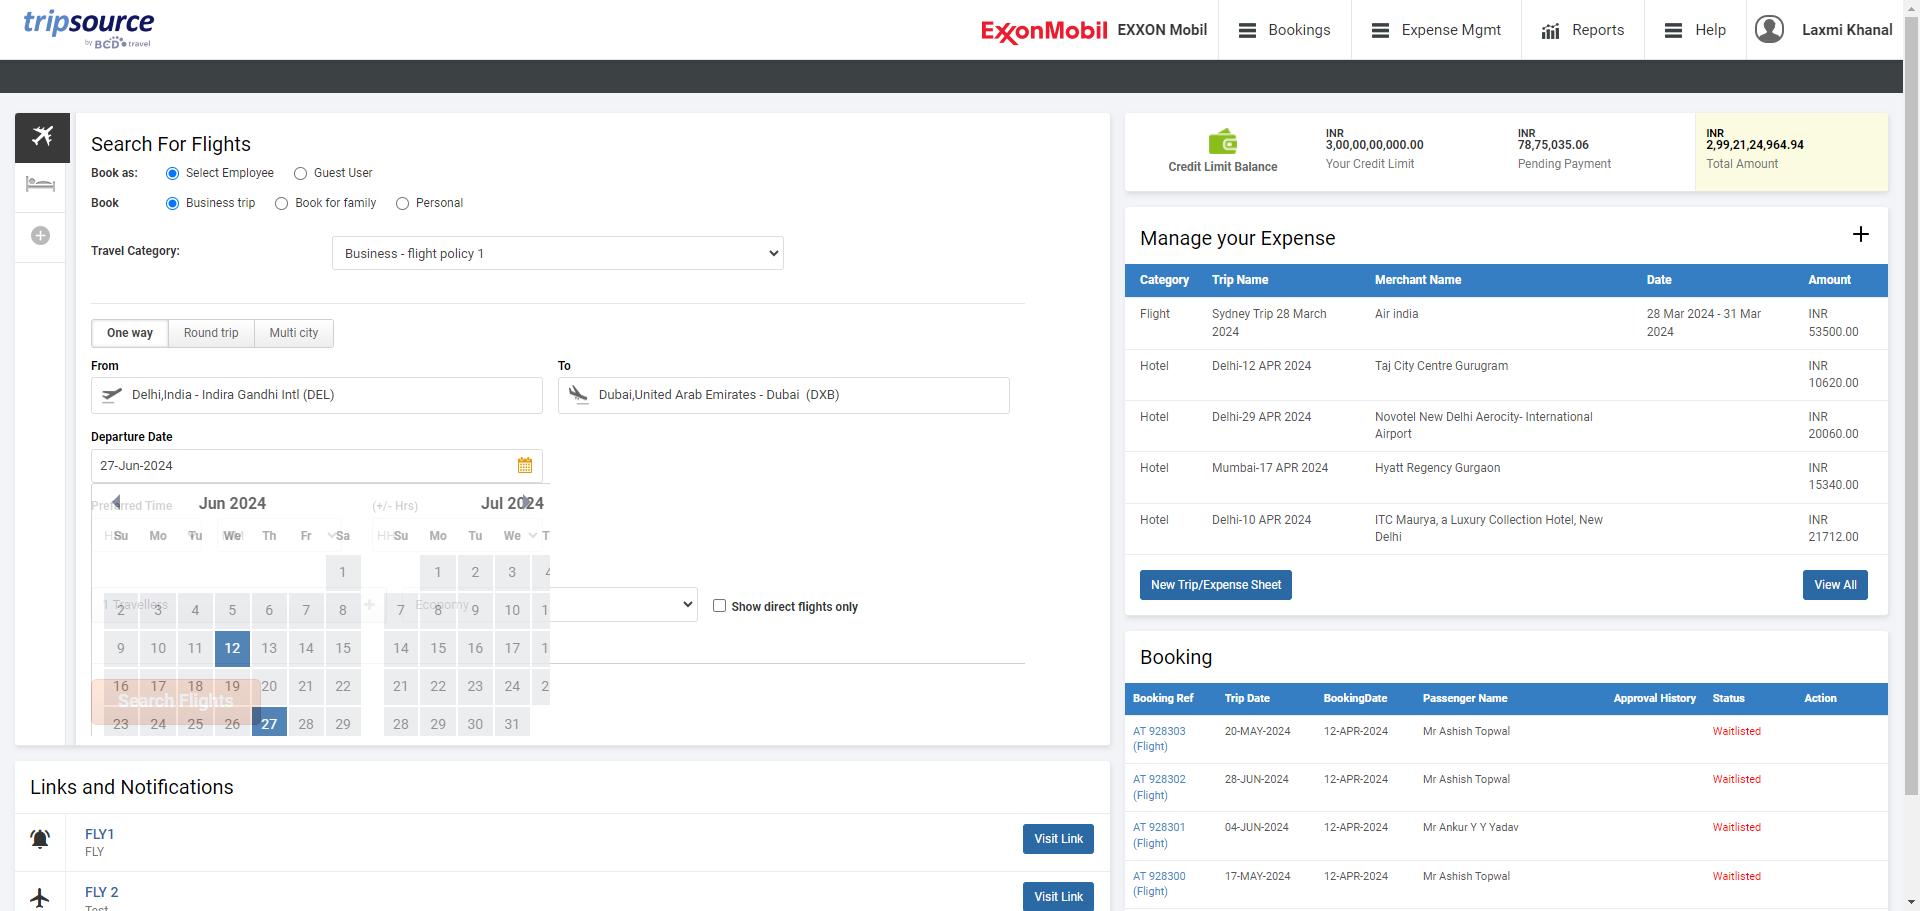 tripsource
by BCD travel
ExxonMobil EXXON Mobil
Bookings
Expense Mgmt
Reports
Help
Laxmi Khanal
Search For Flights
Book as: Select Employee Guest User
Book Business trip Book for family Personal
Travel Category: Business - flight policy 1
One way Round trip Multi city
From To
Delhi,India - Indira Gandhi Intl (DEL) Dubai,United Arab Emirates - Dubai (DXB)
Departure Date
27-Jun-2024
Preferred Time Jun 2024 (+/- Hrs) Jul 2024
Su Mo Tu We Th Fr Sa HH Su Mo Tu We T
1 1 2 3 4
1 Travellers Economy
2 3 4 5 6 7 8 7 8 9 10 1
Show direct flights only
9 10 11 12 13 14 15 14 15 16 17 1
16 17 18 19 20 21 22 21 22 23 24 2
Search Flights
23 24 25 26 27 28 29 28 29 30 31
Links and Notifications
FLY1
FLY
Visit Link
FLY 2
Test
Visit Link
Credit Limit Balance
INR
3,00,00,00,000.00
Your Credit Limit
INR
78,75,035.06
Pending Payment
INR
2,99,21,24,964.94
Total Amount
Manage your Expense
Category Trip Name Merchant Name Date Amount
Flight Sydney Trip 28 March 2024 Air india 28 Mar 2024 - 31 Mar 2024 INR 53500.00
Hotel Delhi-12 APR 2024 Taj City Centre Gurugram INR 10620.00
Hotel Delhi-29 APR 2024 Novotel New Delhi Aerocity- International Airport INR 20060.00
Hotel Mumbai-17 APR 2024 Hyatt Regency Gurgaon INR 15340.00
Hotel Delhi-10 APR 2024 ITC Maurya, a Luxury Collection Hotel, New Delhi INR 21712.00
New Trip/Expense Sheet View All
Booking
Booking Ref Trip Date BookingDate Passenger Name Approval History Status Action
AT 928303 (Flight) 20-MAY-2024 12-APR-2024 Mr Ashish Topwal Waitlisted
AT 928302 (Flight) 28-JUN-2024 12-APR-2024 Mr Ashish Topwal Waitlisted
AT 928301 (Flight) 04-JUN-2024 12-APR-2024 Mr Ankur Y Y Yadav Waitlisted
AT 928300 (Flight) 17-MAY-2024 12-APR-2024 Mr Ashish Topwal Waitlisted